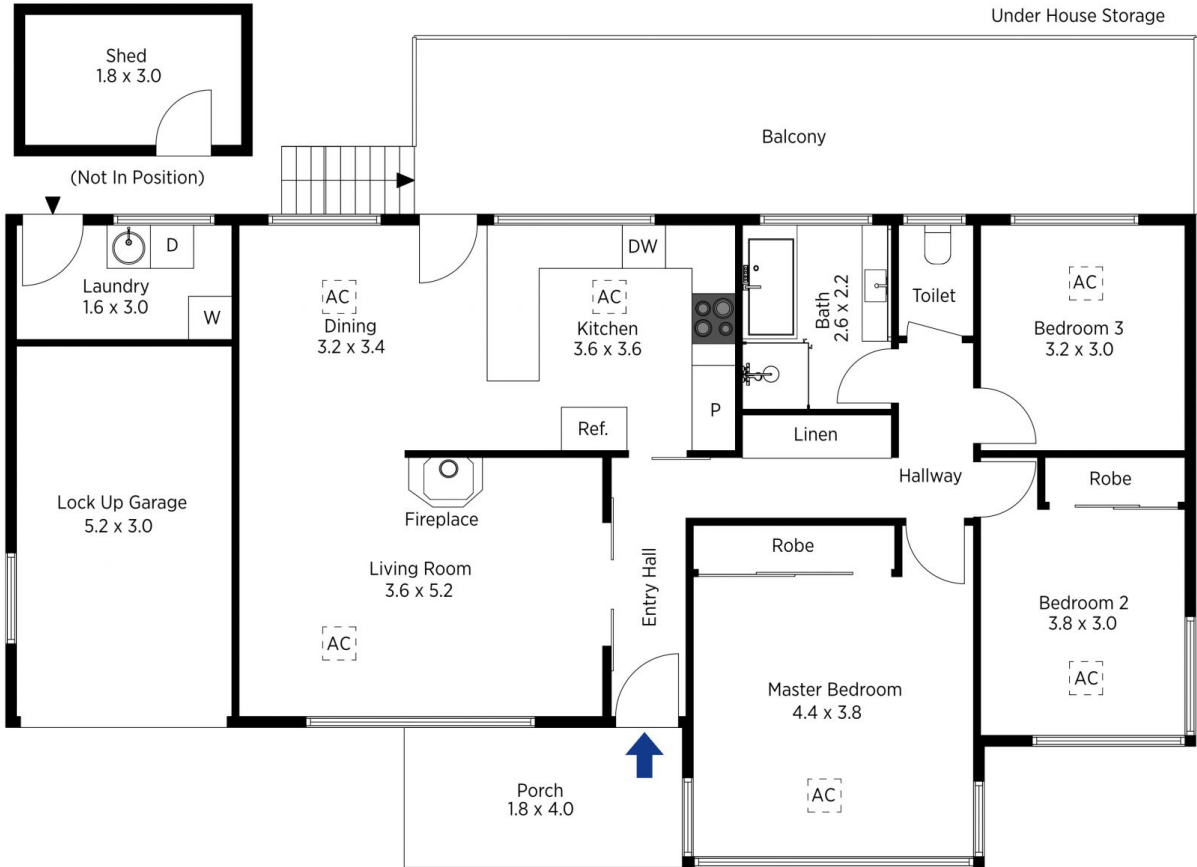 Under House Storage
Shed
1.8 x 3.0
(Not In Position)
Balcony
D
Laundry
1.6 x 3.0
W
AC
Dining
3.2 x 3.4
DW
AC
Kitchen
3.6 x 3.6
P
Ref.
Bath
2.6 x 2.2
Toilet
AC
Bedroom 3
3.2 x 3.0
Linen
Hallway
Robe
Lock Up Garage
5.2 x 3.0
Fireplace
Living Room
3.6 x 5.2
AC
Entry Hall
Robe
Master Bedroom
4.4 x 3.8
AC
Bedroom 2
3.8 x 3.0
AC
Porch
1.8 x 4.0